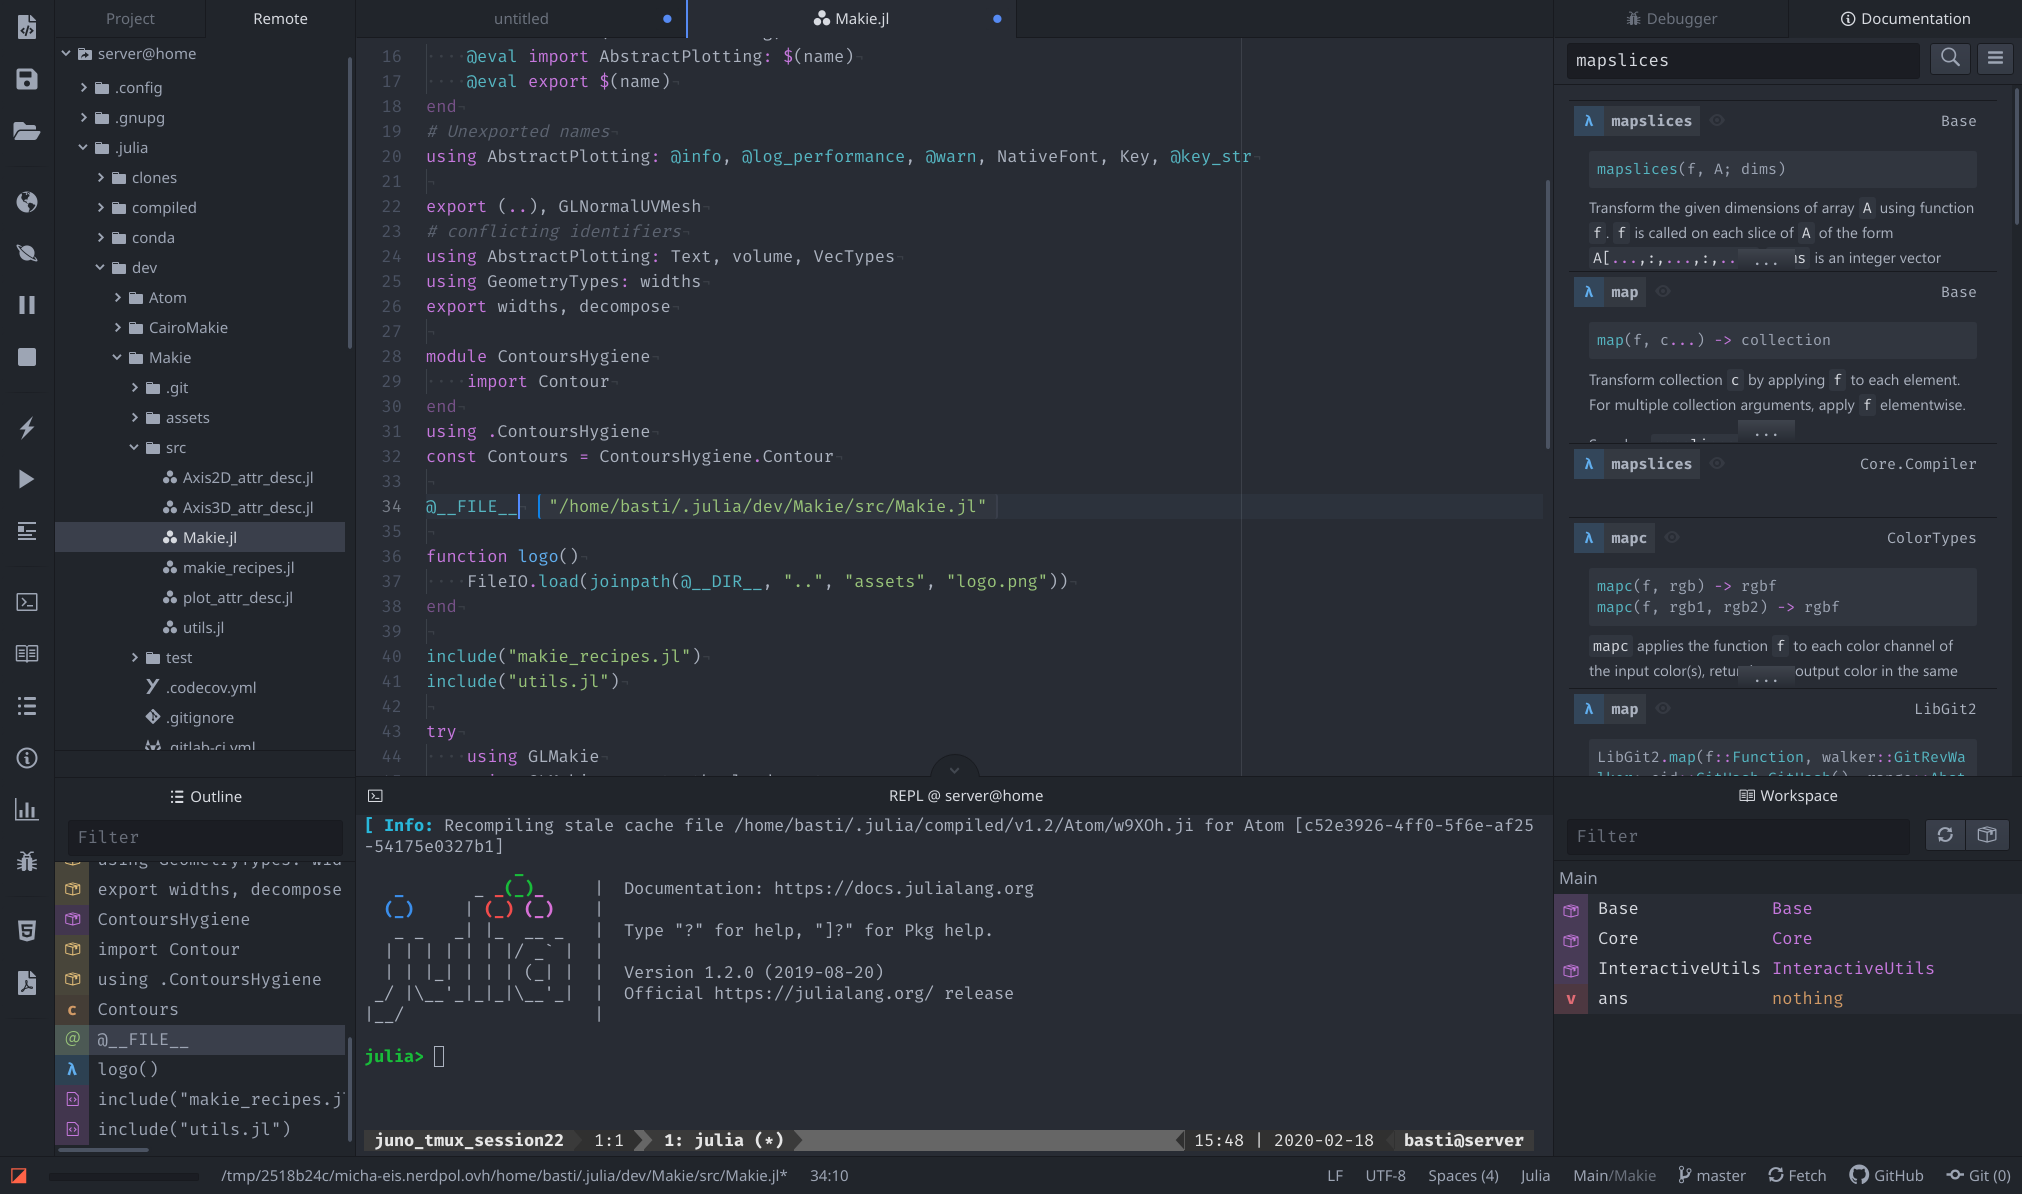 Project
Remote
server@home
.config
.gnupg
.julia
clones
compiled
conda
dev
Atom
CairoMakie
Makie
.git
assets
src
Axis2D_attr_desc.jl
Axis3D_attr_desc.jl
Makie.jl
makie_recipes.jl
plot_attr_desc.jl
utils.jl
test
.codecov.yml
.gitignore
.gitlab-ci.yml
Outline
Filter
using GeometryTypes: wid
export widths, decompose
ContoursHygiene
import Contour
using .ContoursHygiene
c Contours
@ @__FILE__
λ logo()
include("makie_recipes.j
include("utils.jl")
untitled
Makie.jl
16 @eval import AbstractPlotting: $(name)
17 @eval export $(name)
18 end
19 # Unexported names
20 using AbstractPlotting: @info, @log_performance, @warn, NativeFont, Key, @key_str
21
22 export (..), GLNormalUVMesh
23 # conflicting identifiers
24 using AbstractPlotting: Text, volume, VecTypes
25 using GeometryTypes: widths
26 export widths, decompose
27
28 module ContoursHygiene
29 import Contour
30 end
31 using .ContoursHygiene
32 const Contours = ContoursHygiene.Contour
33
34 @__FILE__ "/home/basti/.julia/dev/Makie/src/Makie.jl"
35
36 function logo()
37 FileIO.load(joinpath(@__DIR__, "..", "assets", "logo.png"))
38 end
39
40 include("makie_recipes.jl")
41 include("utils.jl")
42
43 try
44 using GLMakie
REPL @ server@home
[ Info: Recompiling stale cache file /home/basti/.julia/compiled/v1.2/Atom/w9XOh.ji for Atom [c52e3926-4ff0-5f6e-af25
-54175e0327b1]
| Documentation: https://docs.julialang.org
| Type "?" for help, "]?" for Pkg help.
| Version 1.2.0 (2019-08-20)
| Official https://julialang.org/ release
julia>
juno_tmux_session22 1:1 1: julia (*) 15:48 | 2020-02-18 basti@server
Debugger
Documentation
mapslices
λ mapslices Base
mapslices(f, A; dims)
Transform the given dimensions of array A using function
f. f is called on each slice of A of the form
A[...,:,...,:,.. ... is an integer vector
λ map Base
map(f, c...) -> collection
Transform collection c by applying f to each element.
For multiple collection arguments, apply f elementwise.
...
λ mapslices Core.Compiler
λ mapc ColorTypes
mapc(f, rgb) -> rgbf
mapc(f, rgb1, rgb2) -> rgbf
mapc applies the function f to each color channel of
the input color(s), retu ... output color in the same
λ map LibGit2
LibGit2.map(f::Function, walker::GitRevWa
Workspace
Filter
Main
Base Base
Core Core
InteractiveUtils InteractiveUtils
v ans nothing
/tmp/2518b24c/micha-eis.nerdpol.ovh/home/basti/.julia/dev/Makie/src/Makie.jl* 34:10 LF UTF-8 Spaces (4) Julia Main/Makie master Fetch GitHub Git (0)